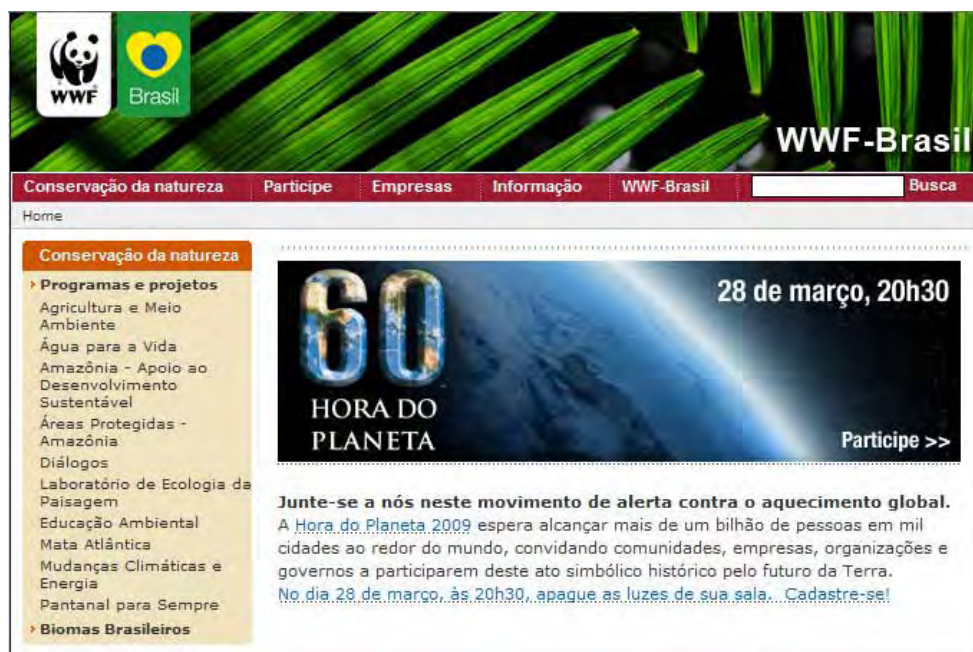 WWF
Brasil
WWF-Brasil
Conservação da natureza Participe Empresas Informação WWF-Brasil Busca
Home
Conservação da natureza
Programas e projetos
Agricultura e Meio
Ambiente
Água para a Vida
Amazônia - Apoio ao
Desenvolvimento
Sustentável
Áreas Protegidas -
Amazônia
Diálogos
Laboratório de Ecologia da
Paisagem
Educação Ambiental
Mata Atlântica
Mudanças Climáticas e
Energia
Pantanal para Sempre
Biomas Brasileiros
60
HORA DO
PLANETA
28 de março, 20h30
Participe >>
Junte-se a nós neste movimento de alerta contra o aquecimento global.
A Hora do Planeta 2009 espera alcançar mais de um bilhão de pessoas em mil
cidades ao redor do mundo, convidando comunidades, empresas, organizações e
governos a participarem deste ato simbólico histórico pelo futuro da Terra.
No dia 28 de março, às 20h30, apague as luzes de sua sala. Cadastre-se!